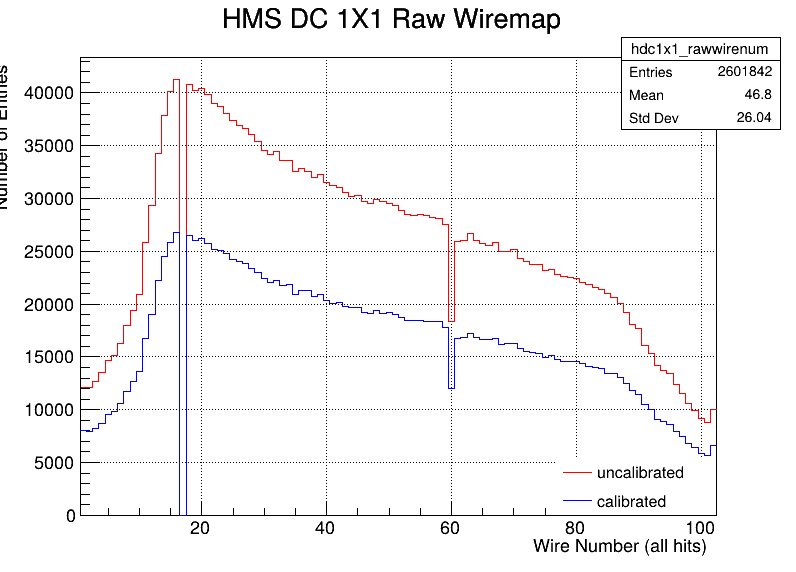 HMS DC 1X1 Raw Wiremap
hdc1x1_rawwirenum
Entries 2601842
Mean 46.8
Std Dev 26.04
Number of Entries
40000
35000
30000
25000
20000
15000
10000
5000
0
20 40 60 80 100
Wire Number (all hits)
uncalibrated
calibrated